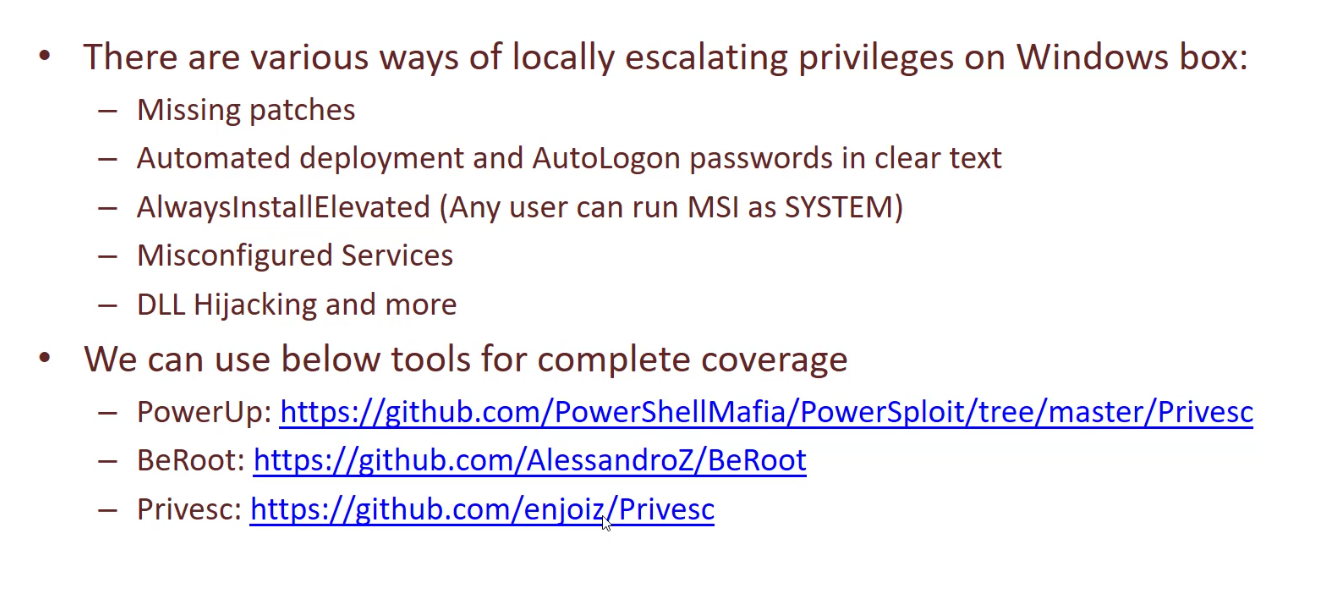 • There are various ways of locally escalating privileges on Windows box:
– Missing patches
– Automated deployment and AutoLogon passwords in clear text
– AlwaysInstallElevated (Any user can run MSI as SYSTEM)
– Misconfigured Services
– DLL Hijacking and more
• We can use below tools for complete coverage
– PowerUp: https://github.com/PowerShellMafia/PowerSploit/tree/master/Privesc
– BeRoot: https://github.com/AlessandroZ/BeRoot
– Privesc: https://github.com/enjoiz/Privesc